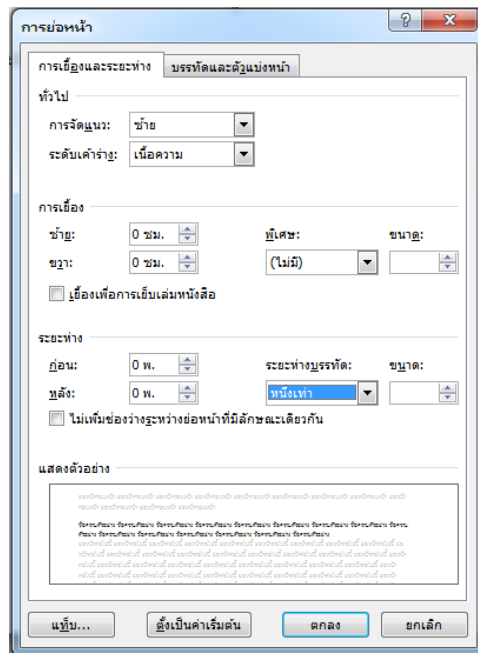 การย่อหน้า
การเยื้องและระยะห่าง บรรทัดและตัวแบ่งหน้า
ทั่วไป
การจัดแนว: ซ้าย
ระดับเค้าร่าง: เนื้อความ
การเยื้อง
ซ้าย: 0 ซม. พิเศษ: ขนาด:
ขวา: 0 ซม. (ไม่มี)
เยื้องเพื่อการเย็บเล่มหนังสือ
ระยะห่าง
ก่อน: 0 พ. ระยะห่างบรรทัด: ขนาด:
หลัง: 0 พ. หนึ่งเท่า
ไม่เพิ่มช่องว่างระหว่างย่อหน้าที่มีลักษณะเดียวกัน
แสดงตัวอย่าง
แท็บ... ตั้งเป็นค่าเริ่มต้น ตกลง ยกเลิก